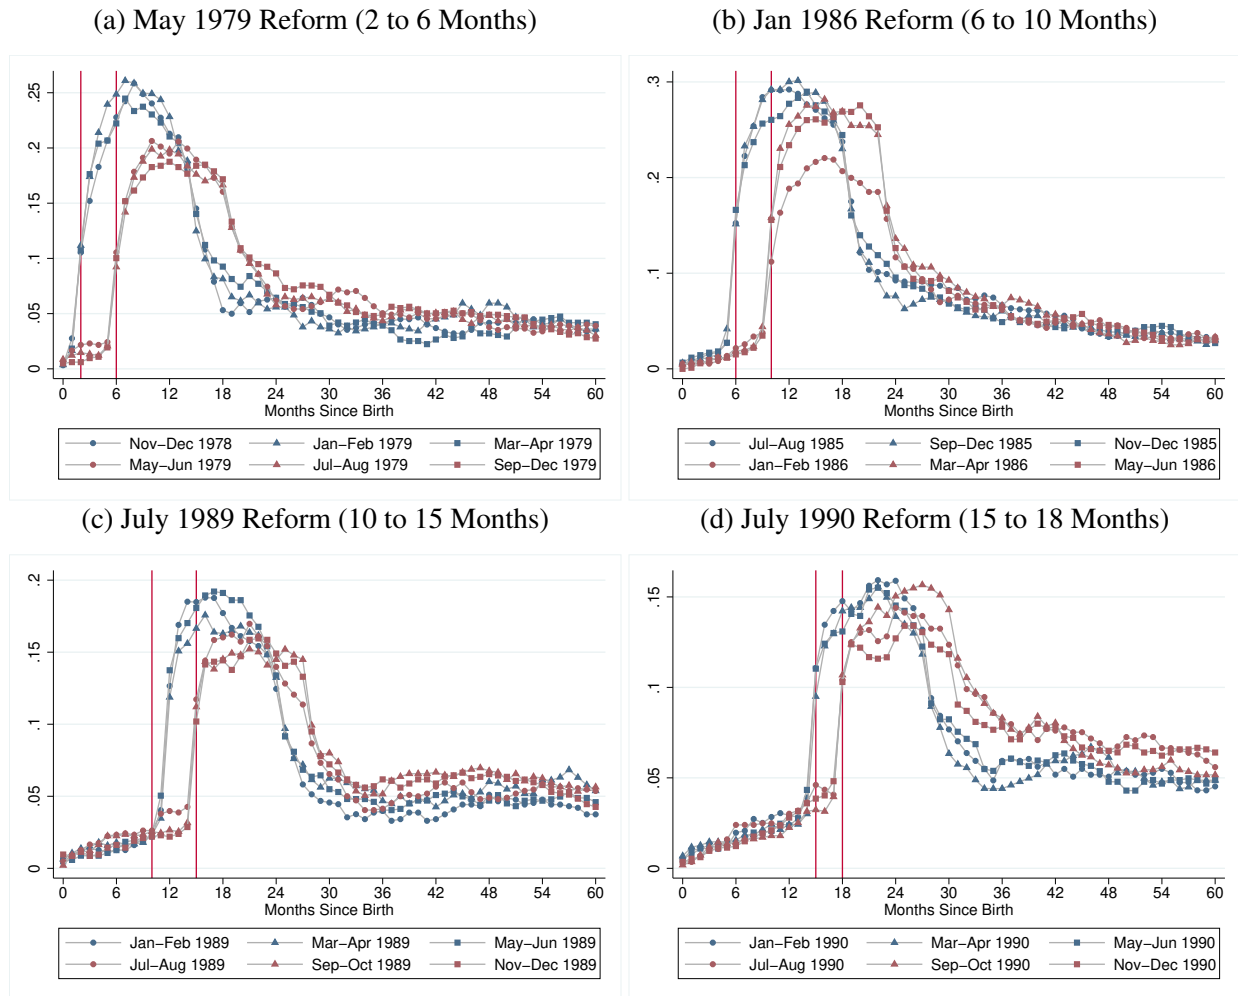 (a) May 1979 Reform (2 to 6 Months)
.25
.2
.15
.1
.05
0
0 6 12 18 24 30 36 42 48 54 60
Months Since Birth
Nov−Dec 1978 Jan−Feb 1979 Mar−Apr 1979
May−Jun 1979 Jul−Aug 1979 Sep−Dec 1979
(b) Jan 1986 Reform (6 to 10 Months)
.3
.2
.1
0
0 6 12 18 24 30 36 42 48 54 60
Months Since Birth
Jul−Aug 1985 Sep−Dec 1985 Nov−Dec 1985
Jan−Feb 1986 Mar−Apr 1986 May−Jun 1986
(c) July 1989 Reform (10 to 15 Months)
.2
.15
.1
.05
0
0 6 12 18 24 30 36 42 48 54 60
Months Since Birth
Jan−Feb 1989 Mar−Apr 1989 May−Jun 1989
Jul−Aug 1989 Sep−Oct 1989 Nov−Dec 1989
(d) July 1990 Reform (15 to 18 Months)
.15
.1
.05
0
0 6 12 18 24 30 36 42 48 54 60
Months Since Birth
Jan−Feb 1990 Mar−Apr 1990 May−Jun 1990
Jul−Aug 1990 Sep−Oct 1990 Nov−Dec 1990